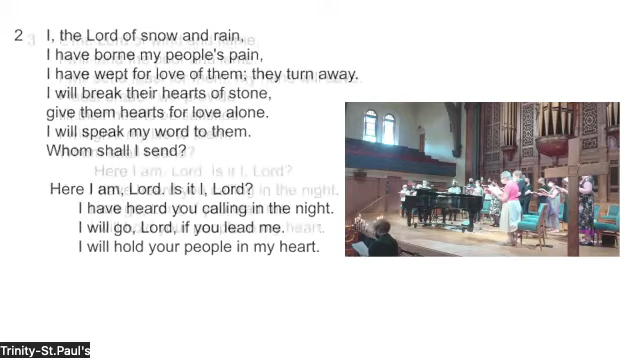 2 I, the Lord of snow and rain,
I have borne my people's pain,
I have wept for love of them; they turn away.
I will break their hearts of stone,
give them hearts for love alone.
I will speak my word to them.
Whom shall I send?
Here I am, Lord. Is it I, Lord?
I have heard you calling in the night.
I will go, Lord, if you lead me.
I will hold your people in my heart.
Trinity-St.Paul's